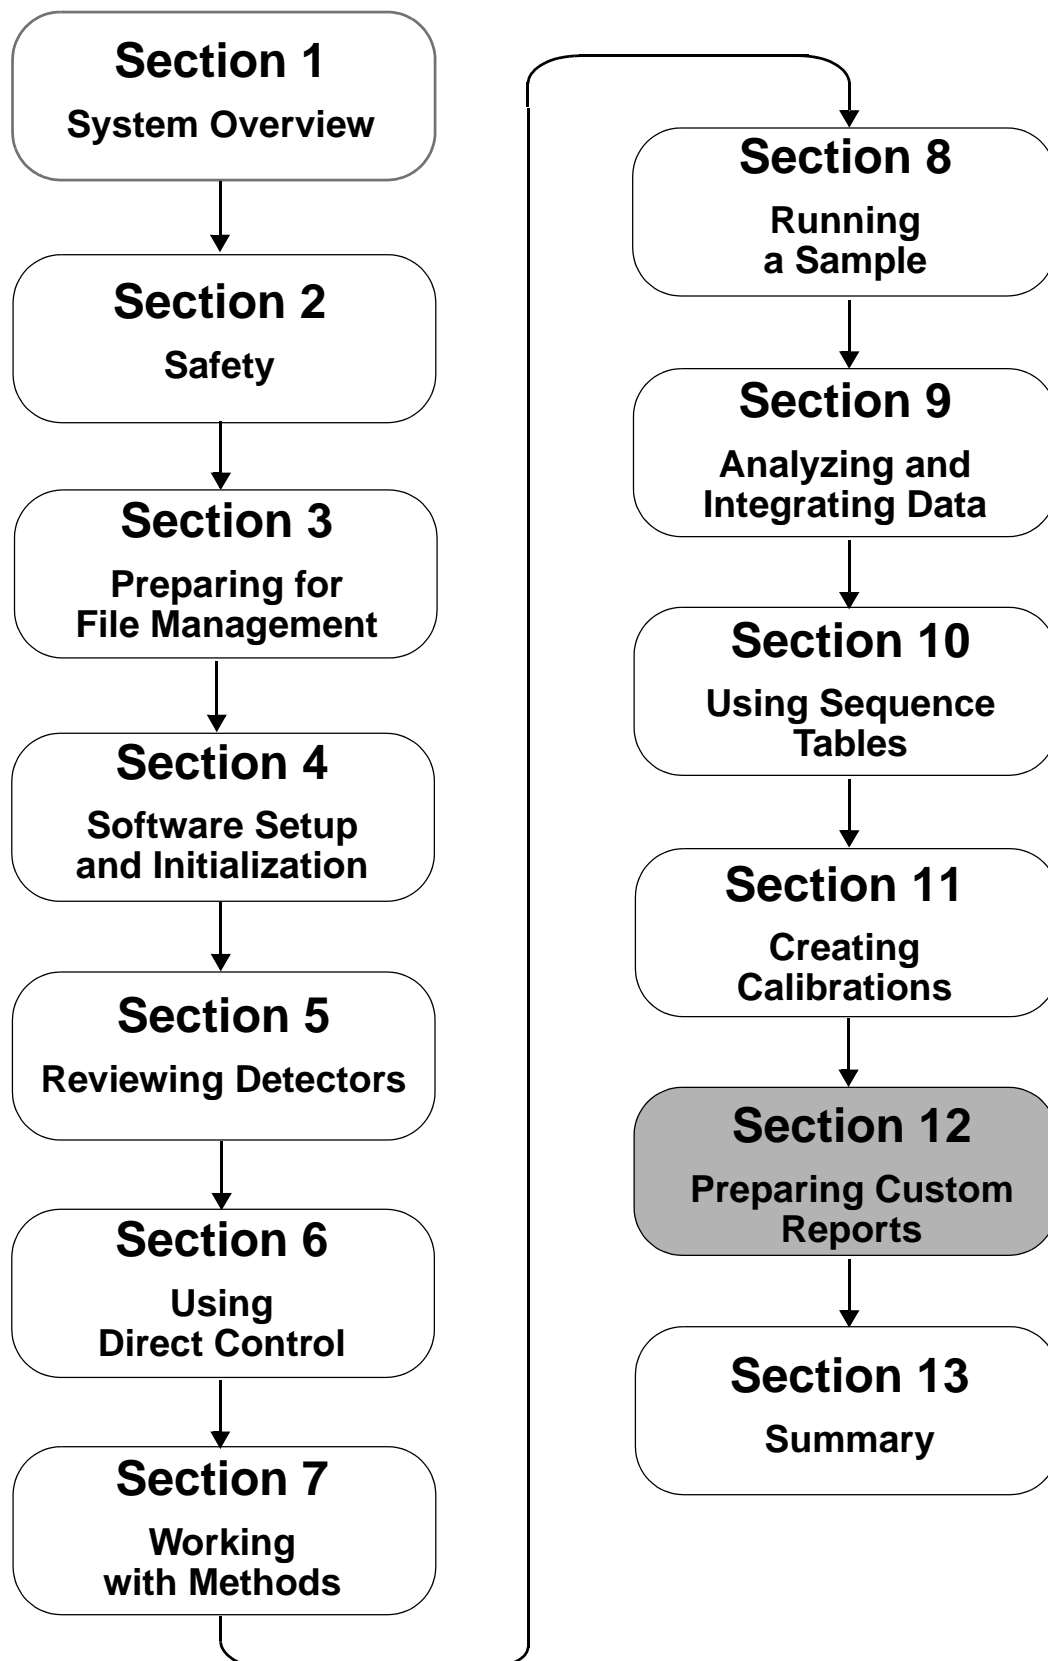 Section 1
System Overview
Section 2
Safety
Section 3
Preparing for
File Management
Section 4
Software Setup
and Initialization
Section 5
Reviewing Detectors
Section 6
Using
Direct Control
Section 7
Working
with Methods
Section 8
Running
a Sample
Section 9
Analyzing and
Integrating Data
Section 10
Using Sequence
Tables
Section 11
Creating
Calibrations
Section 12
Preparing Custom
Reports
Section 13
Summary